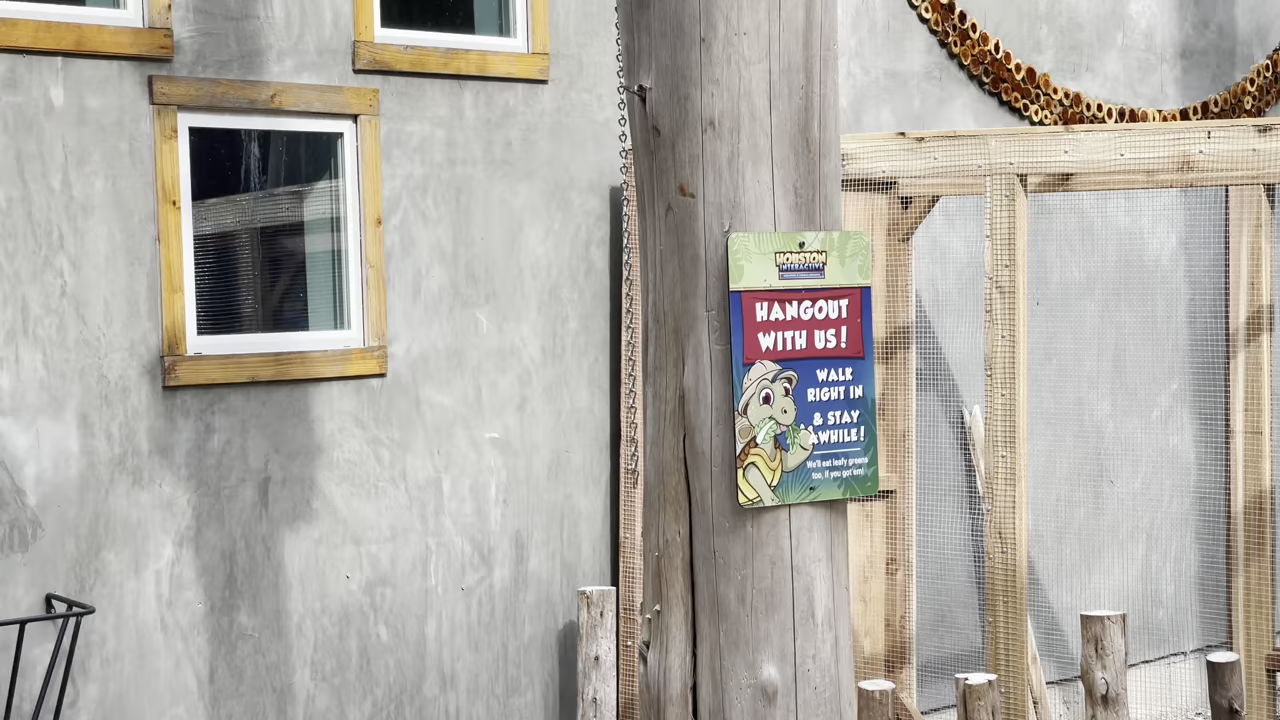 HOUSTON
INTERACTIVE
HANGOUT
WITH US!
WALK
RIGHT IN
& STAY
AWHILE!
We'll eat leafy greens
too, if you got em!